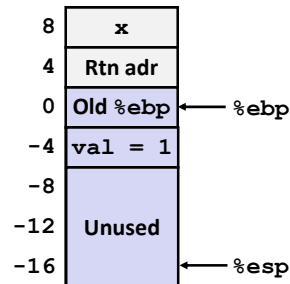 8 x
4 Rtn adr
0 Old %ebp %ebp
-4 val = 1
-8
-12 Unused
-16 %esp